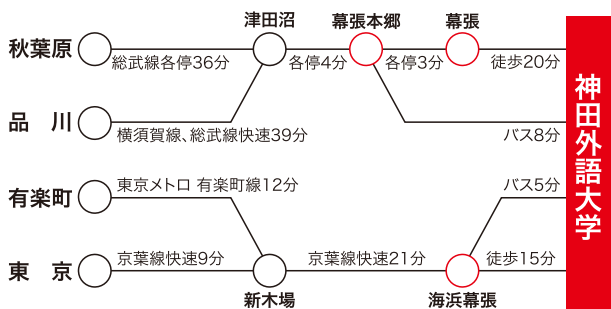 津田沼 幕張本郷 幕張
秋葉原 総武線各停36分 各停4分 各停3分 徒歩20分
品 川 横須賀線、総武線快速39分 バス8分
神田外語大学
有楽町 東京メトロ 有楽町線12分 バス5分
東 京 京葉線快速9分 京葉線快速21分 徒歩15分
新木場 海浜幕張